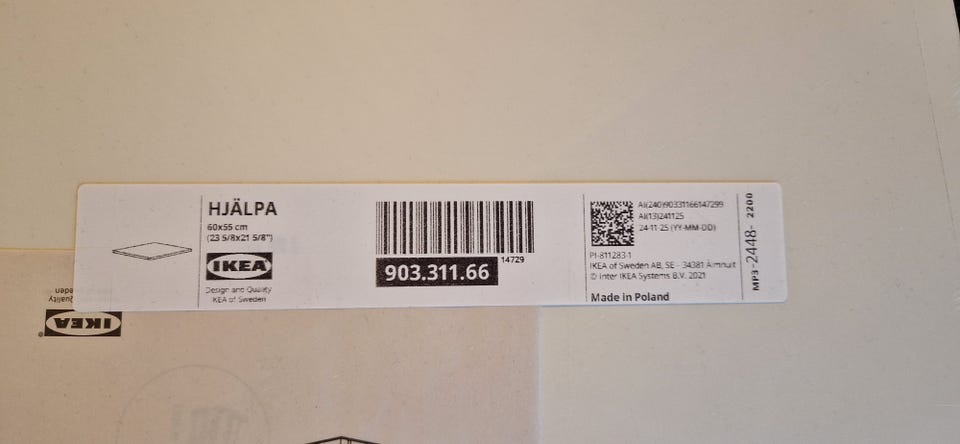 HJÄLPA
60x55 cm
(23 5/8x21 5/8")
IKEA
Design and Quality
IKEA of Sweden
14729
903.311.66
AI(240)90331166147299
AI(13)241125
24-11-25 (YY-MM-DD)
PI-811283-1
IKEA of Sweden AB, SE - 34381 Älmhult
© Inter IKEA Systems B.V. 2021
Made in Poland
MP3-2448- 2200
Quality
eden
IKEA
®